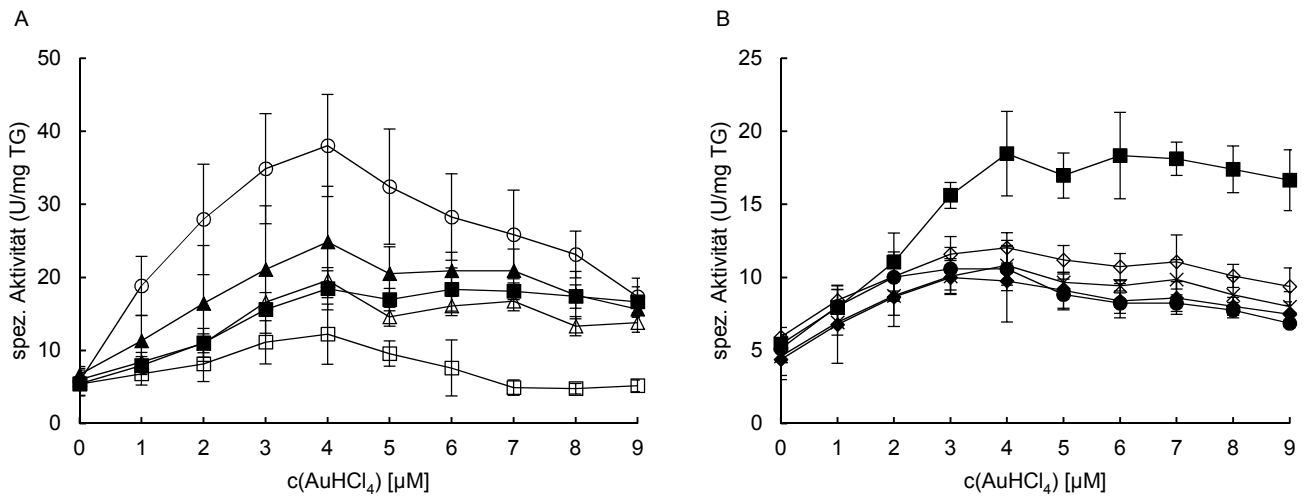 A
spez. Aktivität (U/mg TG)
50
40
30
20
10
0
0 1 2 3 4 5 6 7 8 9
c(AuHCl₄) [µM]
B
spez. Aktivität (U/mg TG)
25
20
15
10
5
0
0 1 2 3 4 5 6 7 8 9
c(AuHCl₄) [µM]